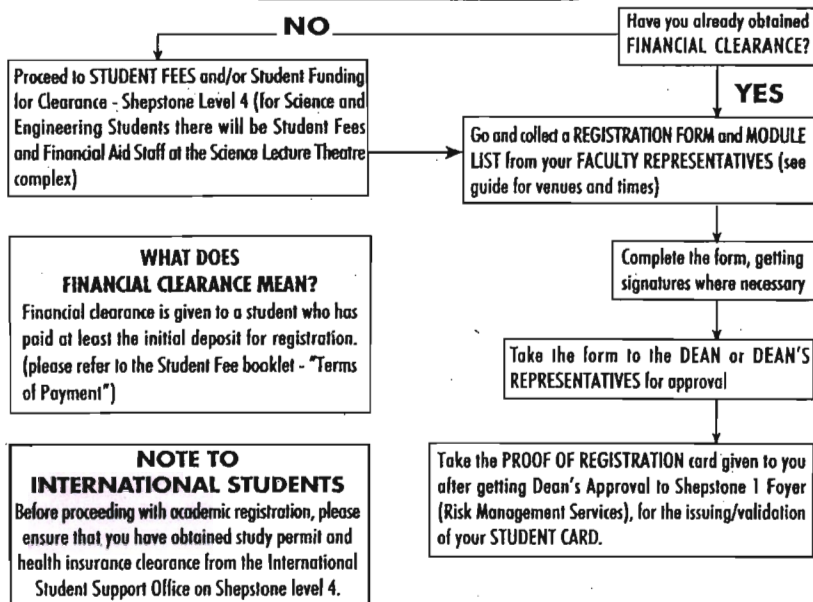 Have you already obtained
FINANCIAL CLEARANCE?
NO
YES
Proceed to STUDENT FEES and/or Student Funding
for Clearance - Shepstone Level 4 (for Science and
Engineering Students there will be Student Fees
and Financial Aid Staff at the Science Lecture Theatre
complex)
Go and collect a REGISTRATION FORM and MODULE
LIST from your FACULTY REPRESENTATIVES (see
guide for venues and times)
Complete the form, getting
signatures where necessary
Take the form to the DEAN or DEAN'S
REPRESENTATIVES for approval
Take the PROOF OF REGISTRATION card given to you
after getting Dean's Approval to Shepstone 1 Foyer
(Risk Management Services), for the issuing/validation
of your STUDENT CARD.
WHAT DOES
FINANCIAL CLEARANCE MEAN?
Financial clearance is given to a student who has
paid at least the initial deposit for registration.
(please refer to the Student Fee booklet - "Terms
of Payment")
NOTE TO
INTERNATIONAL STUDENTS
Before proceeding with academic registration, please
ensure that you have obtained study permit and
health insurance clearance from the International
Student Support Office on Shepstone level 4.